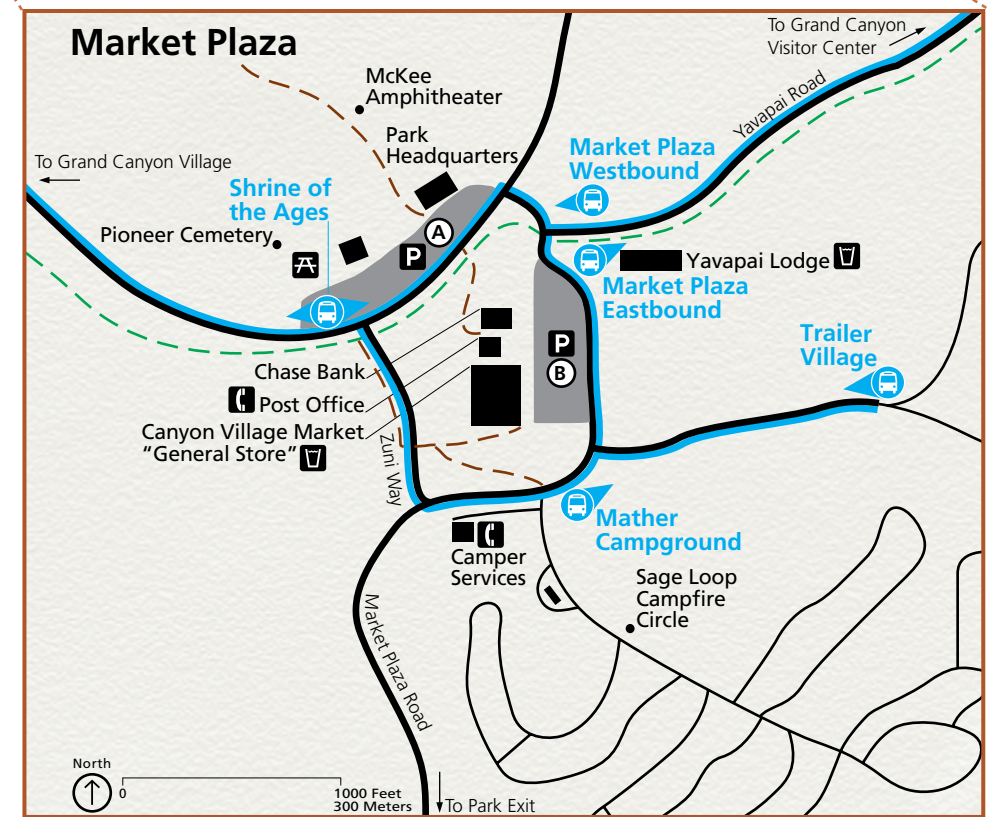 Market Plaza
To Grand Canyon
Visitor Center
McKee
Amphitheater
Yavapai Road
Park
Headquarters
To Grand Canyon Village
Market Plaza
Westbound
Shrine of
the Ages
Pioneer Cemetery
A
P
Yavapai Lodge
Market Plaza
Eastbound
Trailer
Village
P
B
Chase Bank
Post Office
Canyon Village Market
“General Store”
Zuni Way
Mather
Campground
Camper
Services
Sage Loop
Campfire
Circle
Market Plaza Road
North
0
1000 Feet
300 Meters
To Park Exit